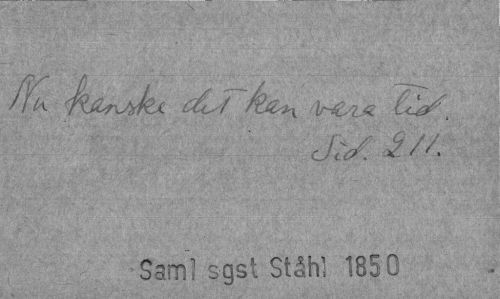 Nu kanske det kan vara tid.
Sid. 211.
Saml sgst Ståhl 1850